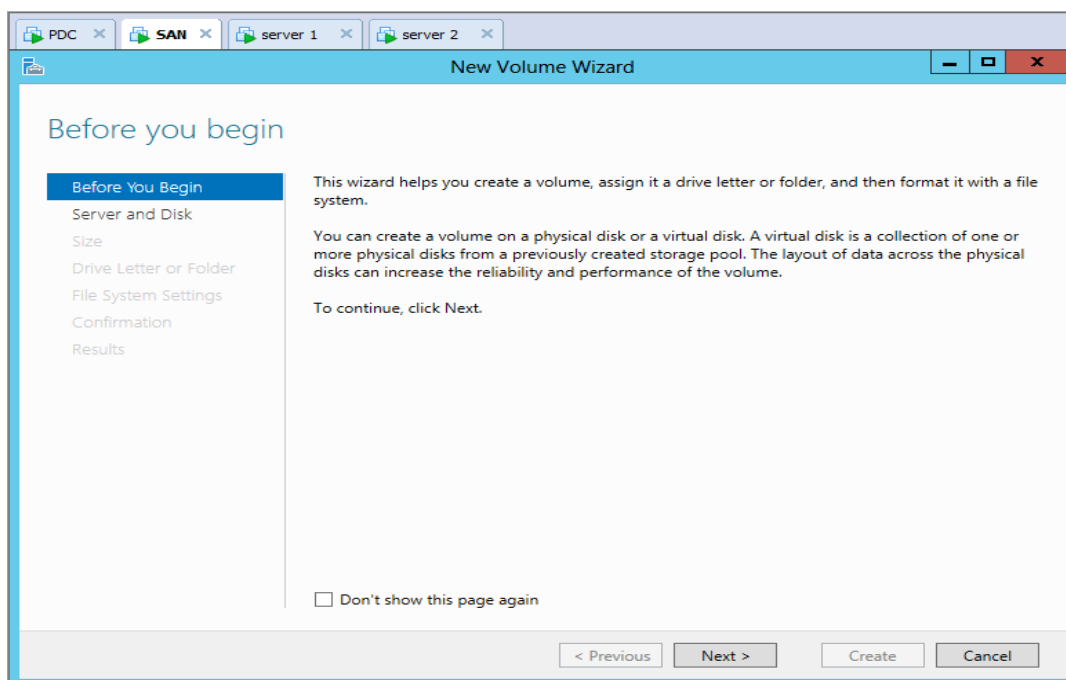 PDC
SAN
server 1
server 2
New Volume Wizard
Before you begin
Before You Begin
Server and Disk
Size
Drive Letter or Folder
File System Settings
Confirmation
Results
This wizard helps you create a volume, assign it a drive letter or folder, and then format it with a file
system.
You can create a volume on a physical disk or a virtual disk. A virtual disk is a collection of one or
more physical disks from a previously created storage pool. The layout of data across the physical
disks can increase the reliability and performance of the volume.
To continue, click Next.
Don't show this page again
< Previous
Next >
Create
Cancel